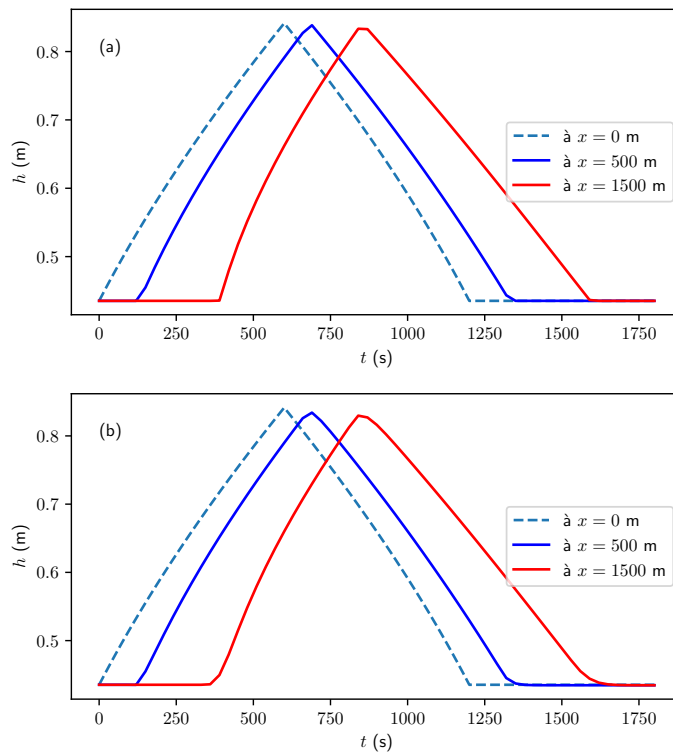 (a)
0.8
0.7
0.6
0.5
h (m)
à x = 0 m
à x = 500 m
à x = 1500 m
0 250 500 750 1000 1250 1500 1750
t (s)
(b)
0.8
0.7
0.6
0.5
h (m)
à x = 0 m
à x = 500 m
à x = 1500 m
0 250 500 750 1000 1250 1500 1750
t (s)